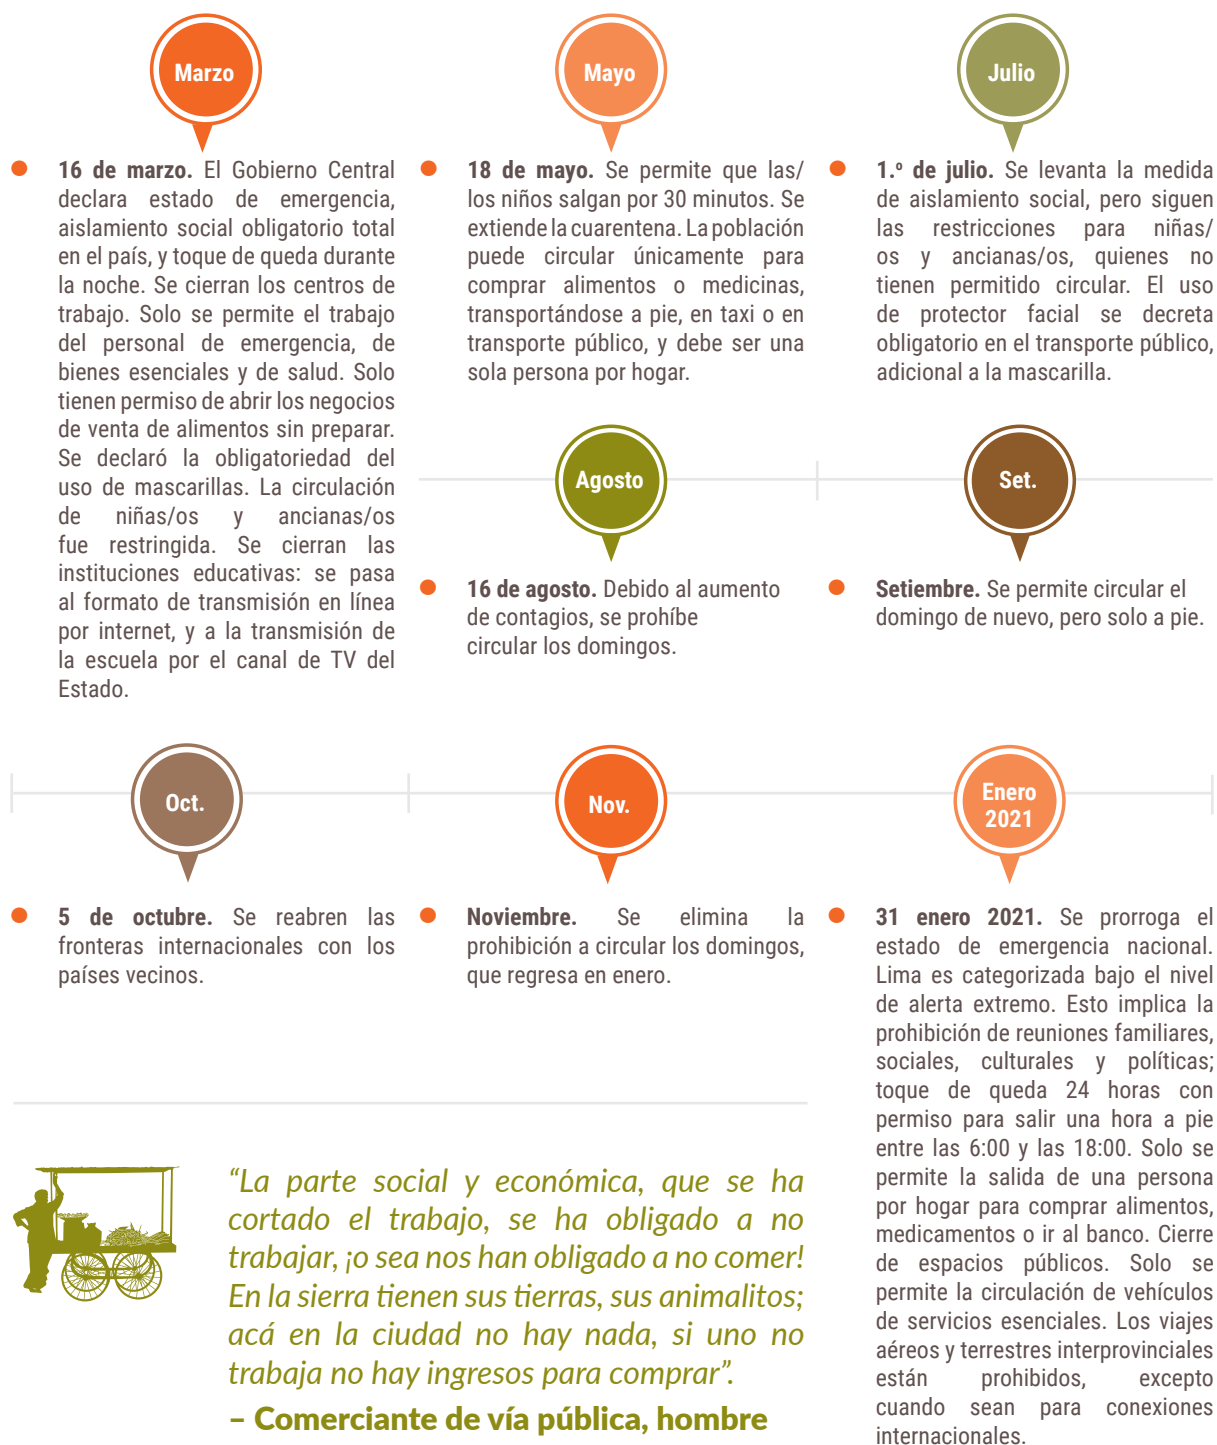 Marzo
16 de marzo. El Gobierno Central
declara estado de emergencia,
aislamiento social obligatorio total
en el país, y toque de queda durante
la noche. Se cierran los centros de
trabajo. Solo se permite el trabajo
del personal de emergencia, de
bienes esenciales y de salud. Solo
tienen permiso de abrir los negocios
de venta de alimentos sin preparar.
Se declaró la obligatoriedad del
uso de mascarillas. La circulación
de niñas/os y ancianas/os
fue restringida. Se cierran las
instituciones educativas: se pasa
al formato de transmisión en línea
por internet, y a la transmisión de
la escuela por el canal de TV del
Estado.
Mayo
18 de mayo. Se permite que las/
los niños salgan por 30 minutos. Se
extiende la cuarentena. La población
puede circular únicamente para
comprar alimentos o medicinas,
transportándose a pie, en taxi o en
transporte público, y debe ser una
sola persona por hogar.
Julio
1.º de julio. Se levanta la medida
de aislamiento social, pero siguen
las restricciones para niñas/
os y ancianas/os, quienes no
tienen permitido circular. El uso
de protector facial se decreta
obligatorio en el transporte público,
adicional a la mascarilla.
Agosto
16 de agosto. Debido al aumento
de contagios, se prohíbe
circular los domingos.
Set.
Setiembre. Se permite circular el
domingo de nuevo, pero solo a pie.
Oct.
5 de octubre. Se reabren las
fronteras internacionales con los
países vecinos.
Nov.
Noviembre. Se elimina la
prohibición a circular los domingos,
que regresa en enero.
Enero
2021
31 enero 2021. Se prorroga el
estado de emergencia nacional.
Lima es categorizada bajo el nivel
de alerta extremo. Esto implica la
prohibición de reuniones familiares,
sociales, culturales y políticas;
toque de queda 24 horas con
permiso para salir una hora a pie
entre las 6:00 y las 18:00. Solo se
permite la salida de una persona
por hogar para comprar alimentos,
medicamentos o ir al banco. Cierre
de espacios públicos. Solo se
permite la circulación de vehículos
de servicios esenciales. Los viajes
aéreos y terrestres interprovinciales
están prohibidos, excepto
cuando sean para conexiones
internacionales.
“La parte social y económica, que se ha
cortado el trabajo, se ha obligado a no
trabajar, ¡o sea nos han obligado a no comer!
En la sierra tienen sus tierras, sus animalitos;
acá en la ciudad no hay nada, si uno no
trabaja no hay ingresos para comprar”.
– Comerciante de vía pública, hombre